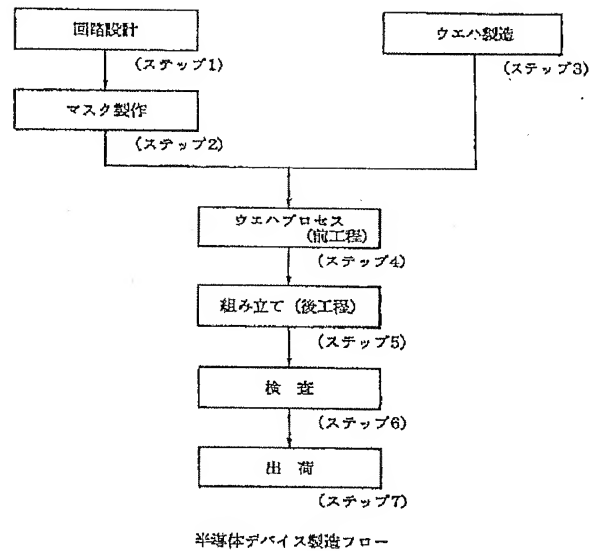 回路設計
(ステップ1)
ウエハ製造
(ステップ3)
マスク製作
(ステップ2)
ウエハプロセス
(前工程)
(ステップ4)
組み立て (後工程)
(ステップ5)
検 査
(ステップ6)
出 荷
(ステップ7)
半導体デバイス製造フロー